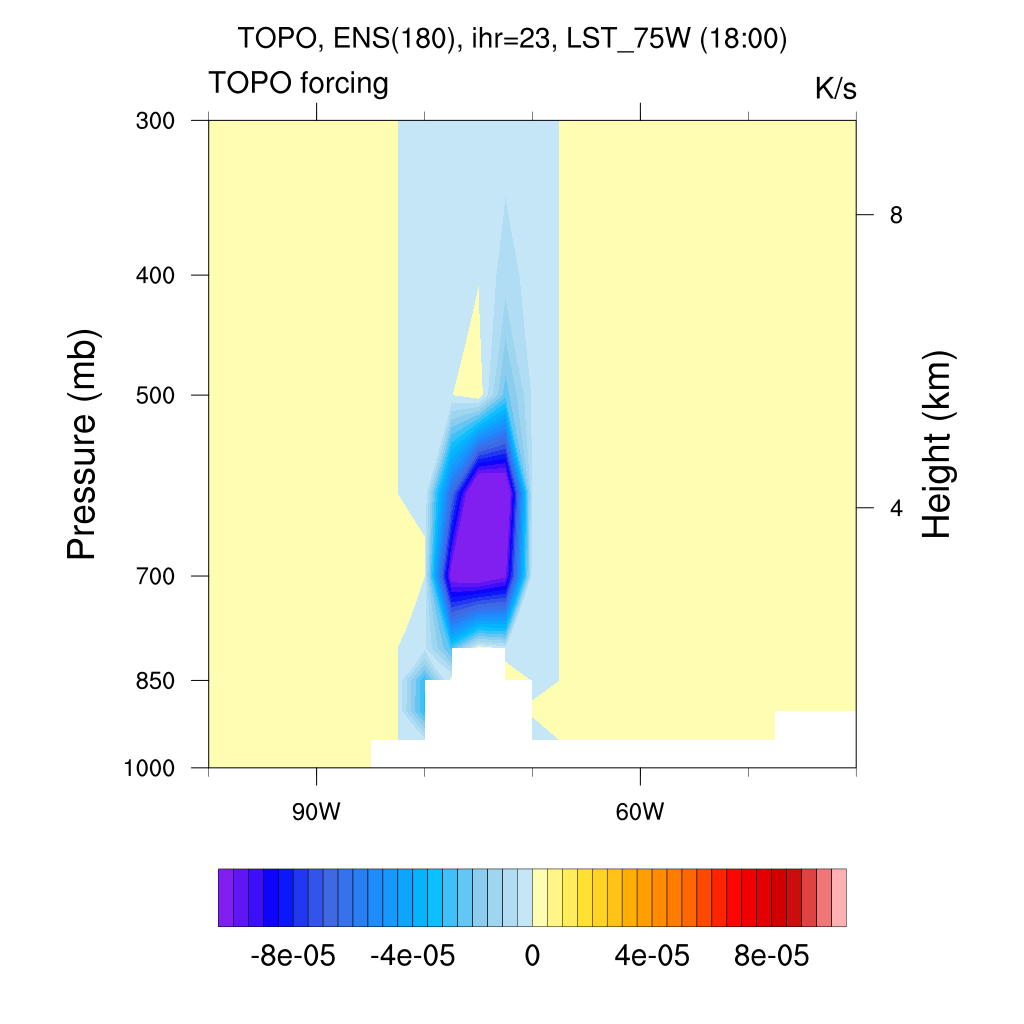 TOPO, ENS(180), ihr=23, LST_75W (18:00)
TOPO forcing
K/s
300
400
500
700
850
1000
Pressure (mb)
8
4
Height (km)
90W
60W
-8e-05
-4e-05
0
4e-05
8e-05